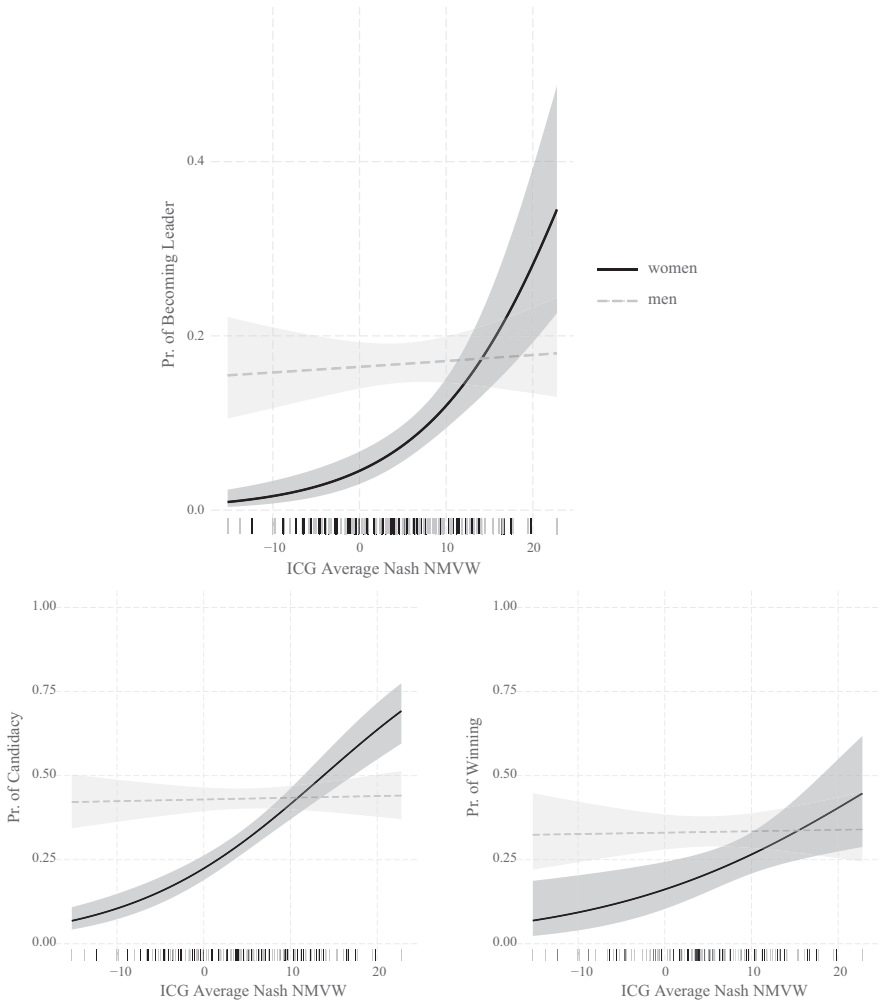 0.4
0.2
0.0
Pr. of Becoming Leader
women
men
−10 0 10 20
ICG Average Nash NMVW
1.00
0.75
0.50
0.25
0.00
Pr. of Candidacy
−10 0 10 20
ICG Average Nash NMVW
1.00
0.75
0.50
0.25
0.00
Pr. of Winning
−10 0 10 20
ICG Average Nash NMVW